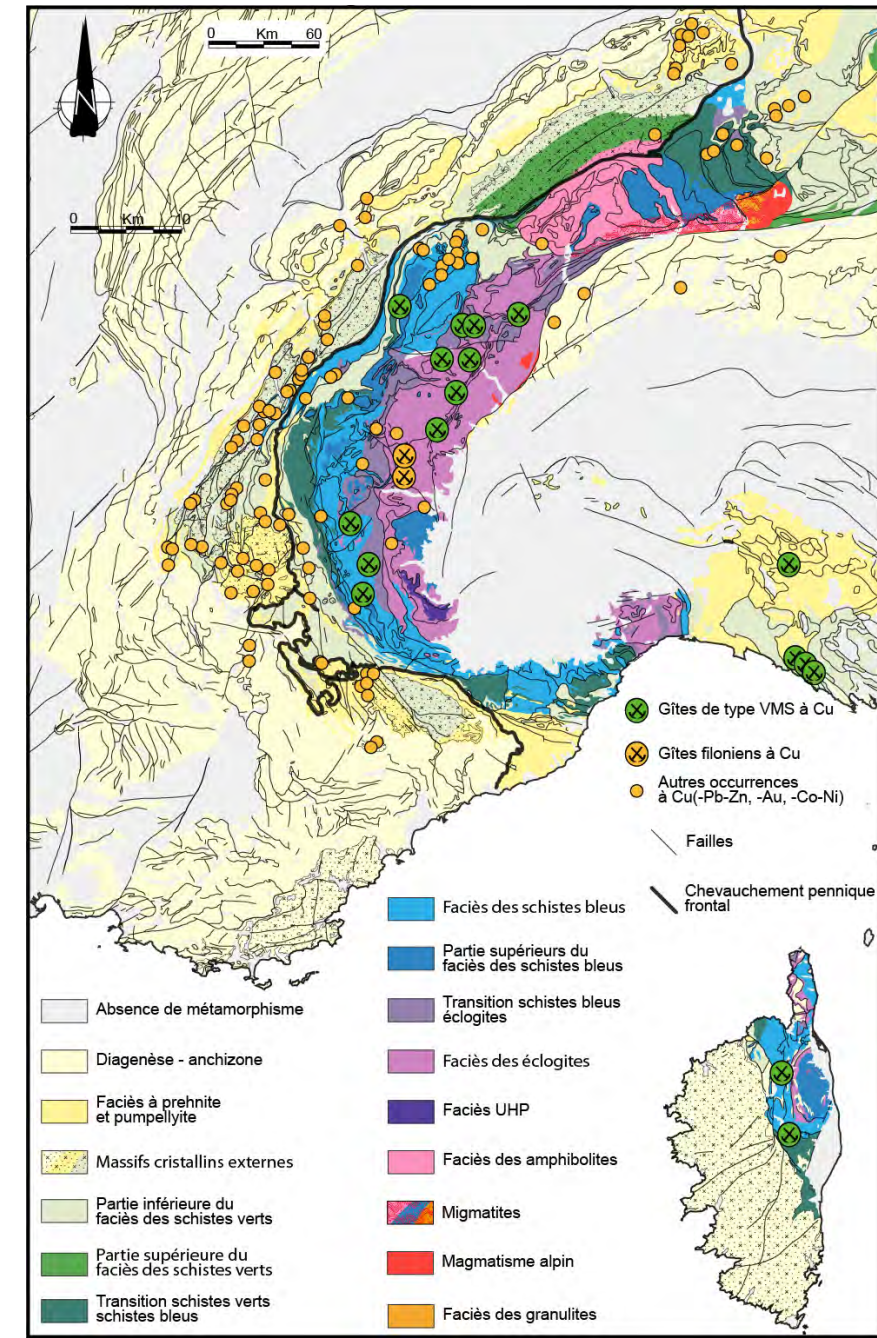 0 Km 60
N
0 Km 10
Gîtes de type VMS à Cu
Gîtes filoniens à Cu
Autres occurrences
à Cu(-Pb-Zn, -Au, -Co-Ni)
Failles
Chevauchement pennique
frontal
Absence de métamorphisme
Diagenèse - anchizone
Faciès à prehnite
et pumpellyite
Massifs cristallins externes
Partie inférieure du
faciès des schistes verts
Partie supérieure du
faciès des schistes verts
Transition schistes verts
schistes bleus
Faciès des schistes bleus
Partie supérieurs du
faciès des schistes bleus
Transition schistes bleus
éclogites
Faciès des éclogites
Faciès UHP
Faciès des amphibolites
Migmatites
Magmatisme alpin
Faciès des granulites